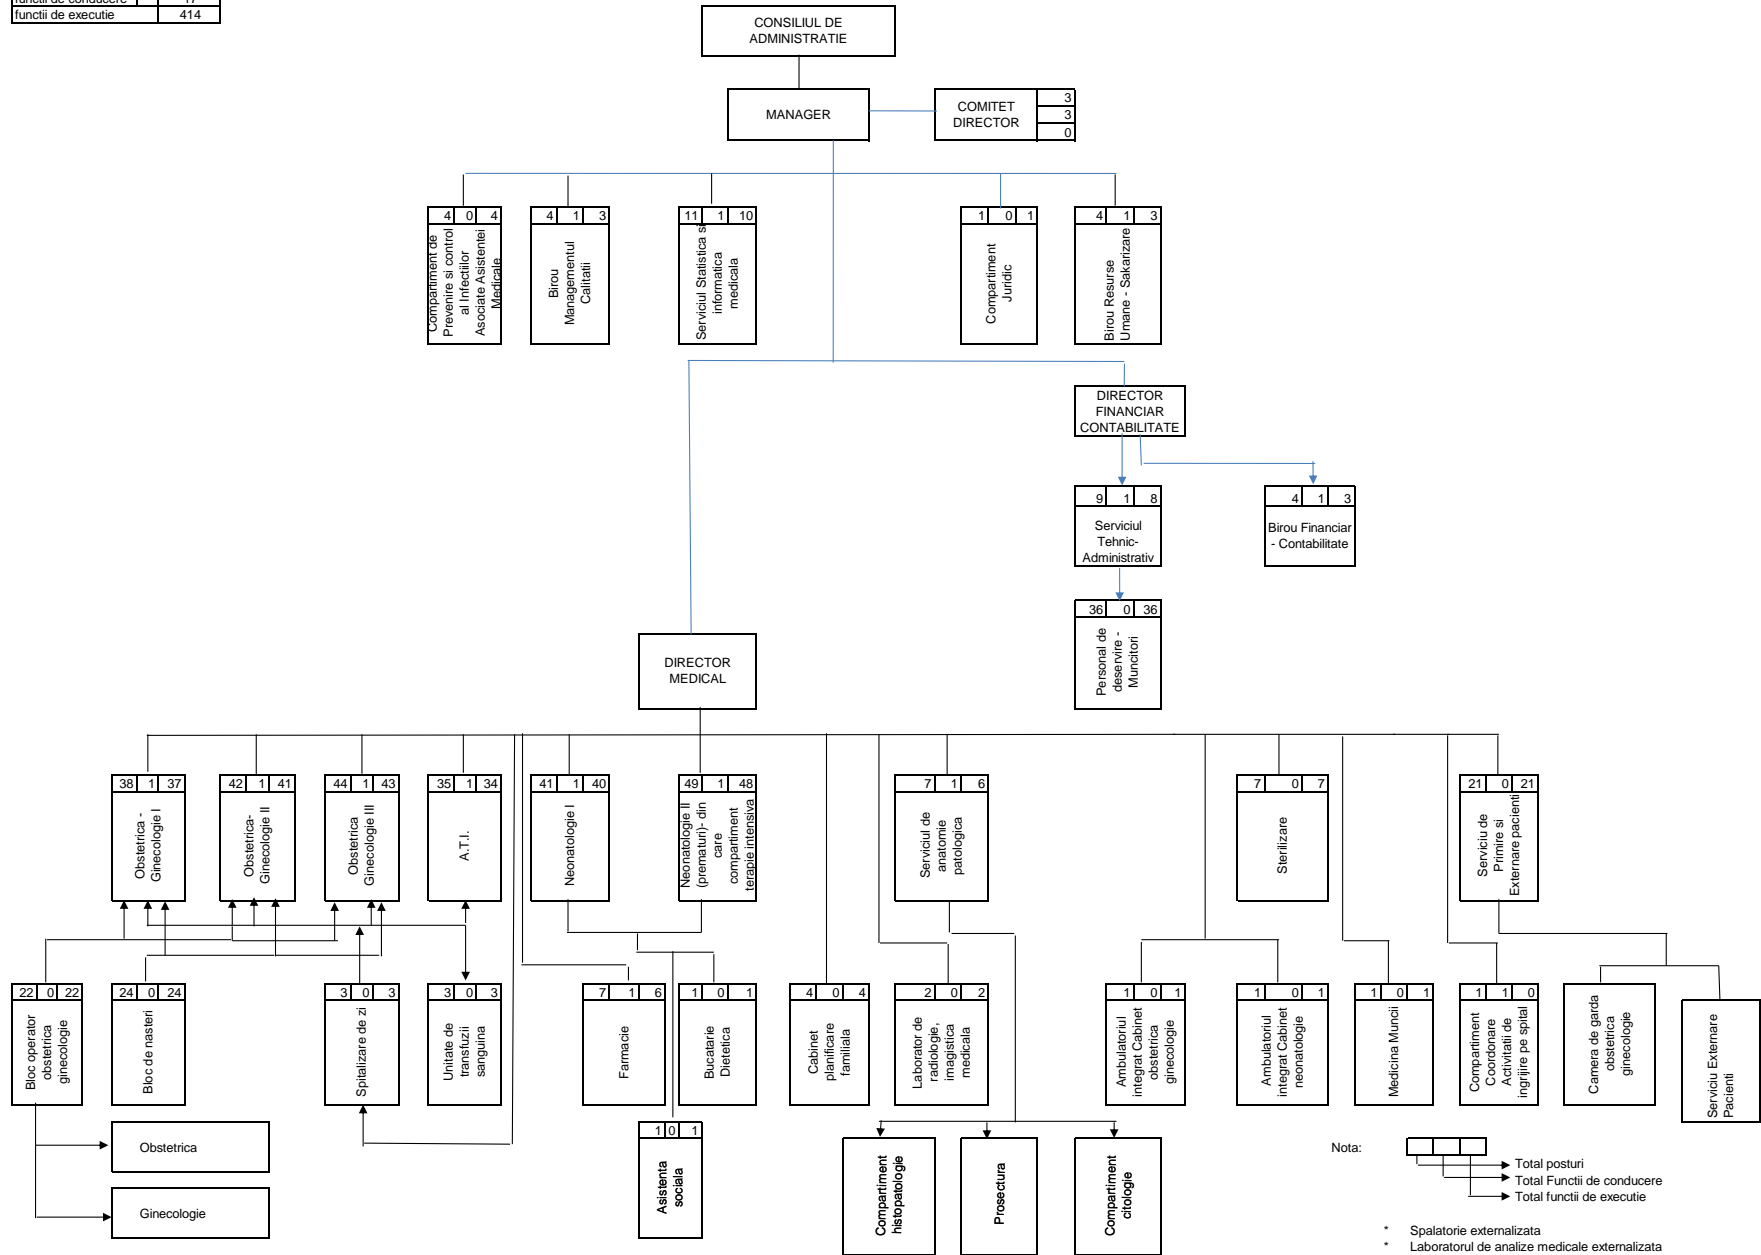 functii de conducere 17
functii de executie 414
CONSILIUL DE
ADMINISTRATIE
MANAGER
COMITET
DIRECTOR
3
3
0
4 0 4
Compartiment de
Prevenire si control
al Infectiilor
Asociate Asistentei
Medicale
4 1 3
Birou
Managementul
Calitatii
11 1 10
Serviciul Statistica si
informatica
medicala
1 0 1
Compartiment
Juridic
4 1 3
Birou Resurse
Umane - Sakarizare
DIRECTOR
FINANCIAR
CONTABILITATE
9 1 8
Serviciul
Tehnic-
Administrativ
4 1 3
Birou Financiar
- Contabilitate
36 0 36
Personal de
deservire -
Muncitori
DIRECTOR
MEDICAL
38 1 37
Obstetrica -
Ginecologie I
42 1 41
Obstetrica-
Ginecologie II
44 1 43
Obstetrica
Ginecologie III
35 1 34
A.T.I.
41 1 40
Neonatologie I
49 1 48
Neonatologie II
(prematuri)- din
care
compartiment
terapie intensiva
7 1 6
Serviciul de
anatomie
patologica
7 0 7
Sterilizare
21 0 21
Serviciu de
Primire si
Externare pacienti
22 0 22
Bloc operator
obstetrica
ginecologie
24 0 24
Bloc de nasteri
3 0 3
Spitalizare de zi
3 0 3
Unitate de
transfuzii
sanguina
7 1 6
Farmacie
1 0 1
Bucatarie
Dietetica
4 0 4
Cabinet
planificare
familiala
2 0 2
Laborator de
radiologie,
imagistica
medicala
1 0 1
Ambulatoriul
integrat Cabinet
obstetrica
ginecologie
1 0 1
Ambulatoriul
integrat Cabinet
neonatologie
1 0 1
Medicina Muncii
1 1 0
Compartiment
Coordonare
Activitatii de
ingrijire pe spital
Camera de garda
obstetrica
ginecologie
Serviciu Externare
Pacienti
Obstetrica
Ginecologie
1 0 1
Asistenta
sociala
Compartiment
histopatologie
Prosectura
Compartiment
citologie
Nota:
Total posturi
Total Functii de conducere
Total functii de executie
* Spalatorie externalizata
* Laboratorul de analize medicale externalizata